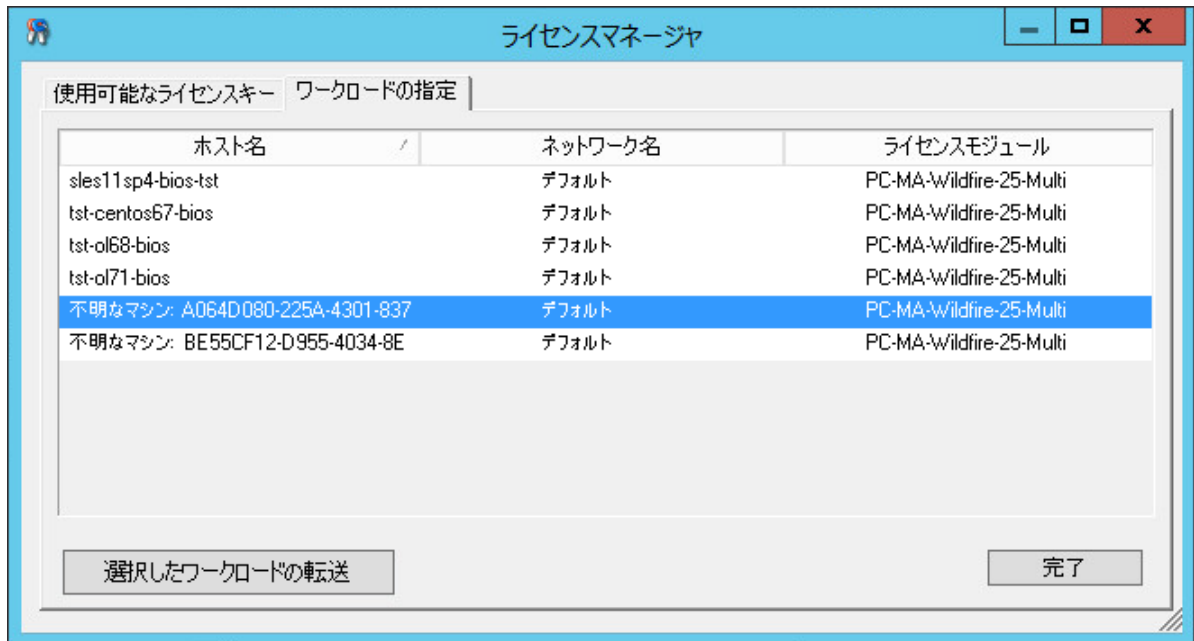 ライセンスマネージャ
使用可能なライセンスキー ワークロードの指定
ホスト名 ネットワーク名 ライセンスモジュール
sles11sp4-bios-tst デフォルト PC-MA-Wildfire-25-Multi
tst-centos67-bios デフォルト PC-MA-Wildfire-25-Multi
tst-ol68-bios デフォルト PC-MA-Wildfire-25-Multi
tst-ol71-bios デフォルト PC-MA-Wildfire-25-Multi
不明なマシン: A064D080-225A-4301-837 デフォルト PC-MA-Wildfire-25-Multi
不明なマシン: BE55CF12-D955-4034-8E デフォルト PC-MA-Wildfire-25-Multi
選択したワークロードの転送 完了